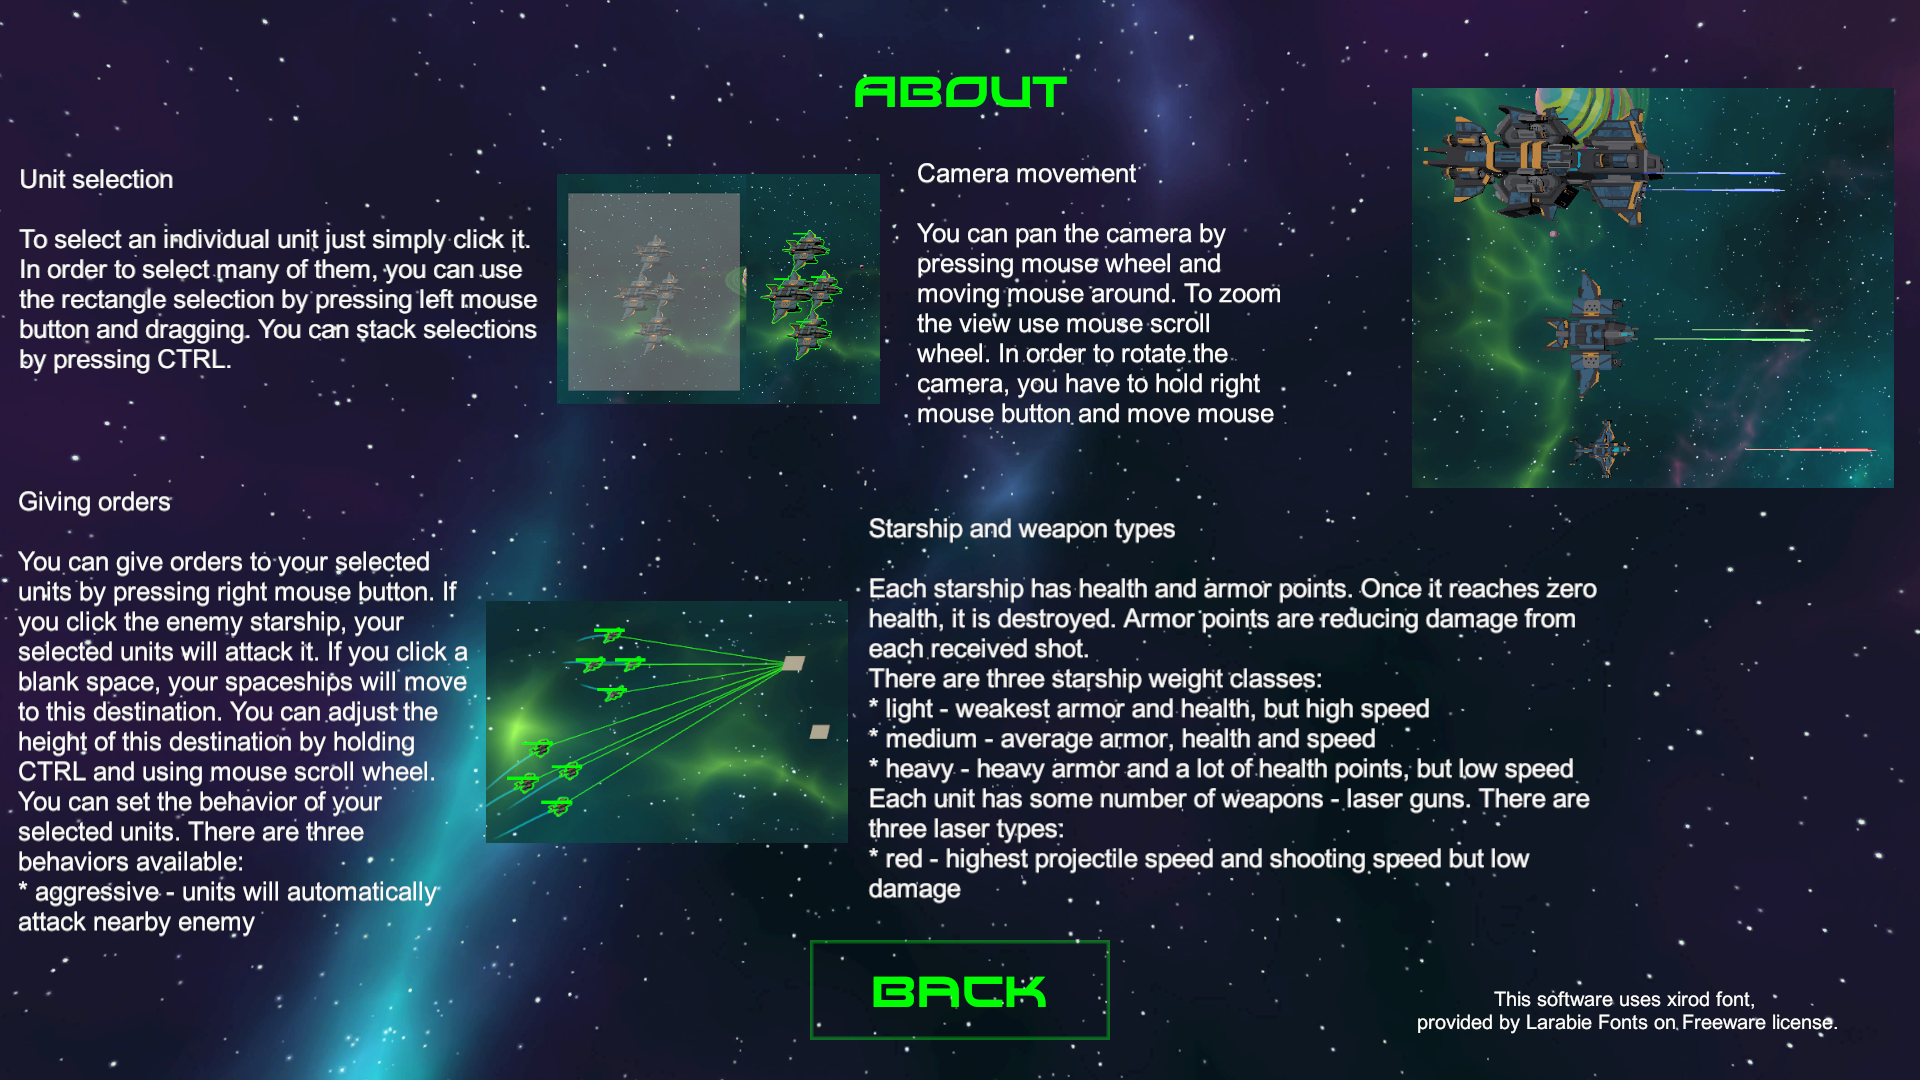 ABOUT
Unit selection
To select an individual unit just simply click it.
In order to select many of them, you can use
the rectangle selection by pressing left mouse
button and dragging. You can stack selections
by pressing CTRL.
Camera movement
You can pan the camera by
pressing mouse wheel and
moving mouse around. To zoom
the view use mouse scroll
wheel. In order to rotate the
camera, you have to hold right
mouse button and move mouse
Giving orders
You can give orders to your selected
units by pressing right mouse button. If
you click the enemy starship, your
selected units will attack it. If you click a
blank space, your spaceships will move
to this destination. You can adjust the
height of this destination by holding
CTRL and using mouse scroll wheel.
You can set the behavior of your
selected units. There are three
behaviors available:
* aggressive - units will automatically
attack nearby enemy
Starship and weapon types
Each starship has health and armor points. Once it reaches zero
health, it is destroyed. Armor points are reducing damage from
each received shot.
There are three starship weight classes:
* light - weakest armor and health, but high speed
* medium - average armor, health and speed
* heavy - heavy armor and a lot of health points, but low speed
Each unit has some number of weapons - laser guns. There are
three laser types:
* red - highest projectile speed and shooting speed but low
damage
BACK
This software uses xirod font,
provided by Larabie Fonts on Freeware license.